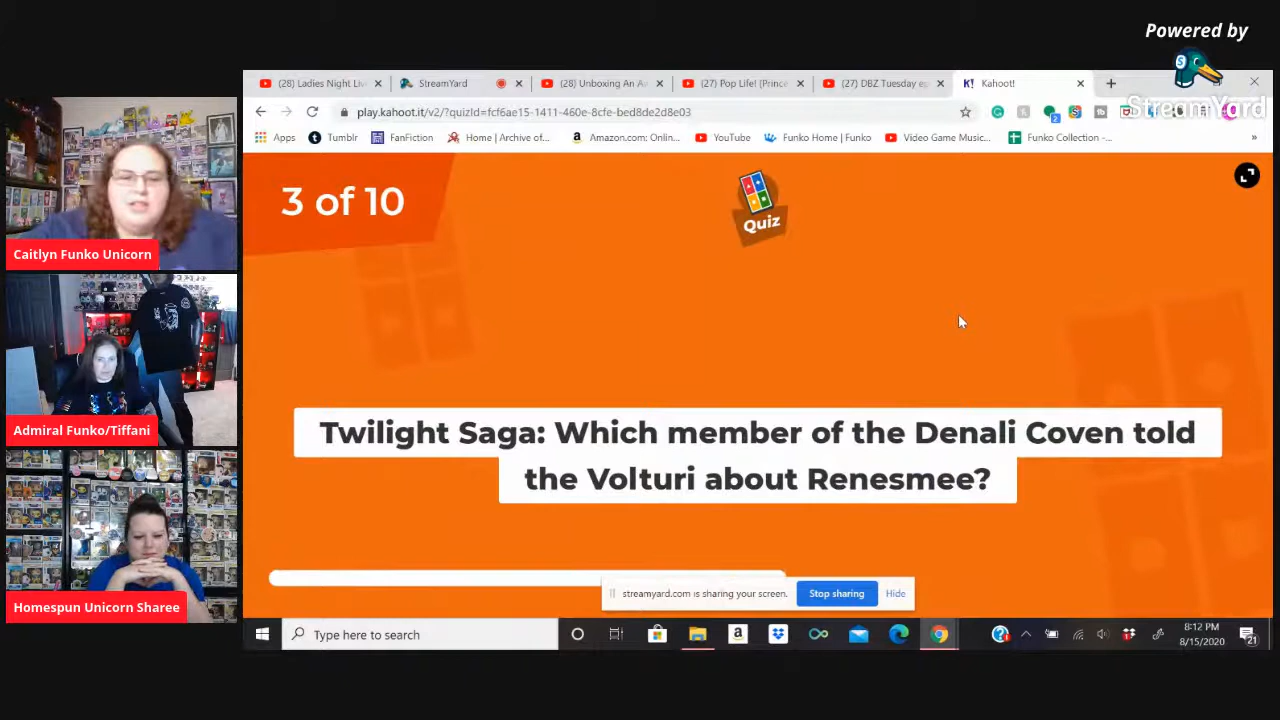 Powered by
StreamYard
(28) Ladies Night Liv
StreamYard
(28) Unboxing An A
(27) Pop Life! (Prince
(27) DBZ Tuesday e
Kahoot!
play.kahoot.it/v2/?quizId=fcf6ae15-1411-460e-8cfe-bed8de2d8e03
Apps
Tumblr
FanFiction
Home | Archive of...
Amazon.com: Onlin...
YouTube
Funko Home | Funko
Video Game Music...
Funko Collection -...
»
3 of 10
Quiz
Twilight Saga: Which member of the Denali Coven told
the Volturi about Renesmee?
streamyard.com is sharing your screen.
Stop sharing
Hide
Type here to search
8:12 PM
8/15/2020
21
Caitlyn Funko Unicorn
Admiral Funko/Tiffani
Homespun Unicorn Sharee